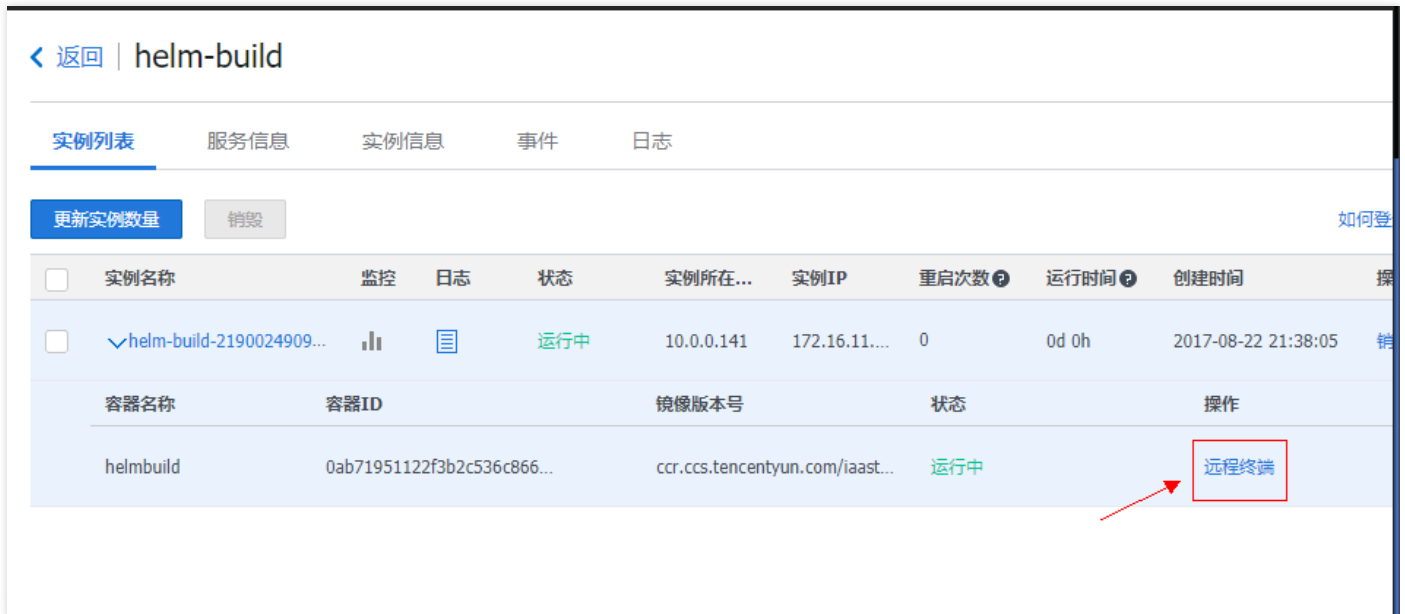 返回 helm-build
实例列表 服务信息 实例信息 事件 日志
更新实例数量 销毁 如何登
实例名称 监控 日志 状态 实例所在... 实例IP 重启次数 运行时间 创建时间 操
helm-build-2190024909... 运行中 10.0.0.141 172.16.11.... 0 0d 0h 2017-08-22 21:38:05 销
容器名称 容器ID 镜像版本号 状态 操作
helmbuild 0ab71951122f3b2c536c866... ccr.ccs.tencentyun.com/iaast... 运行中 远程终端